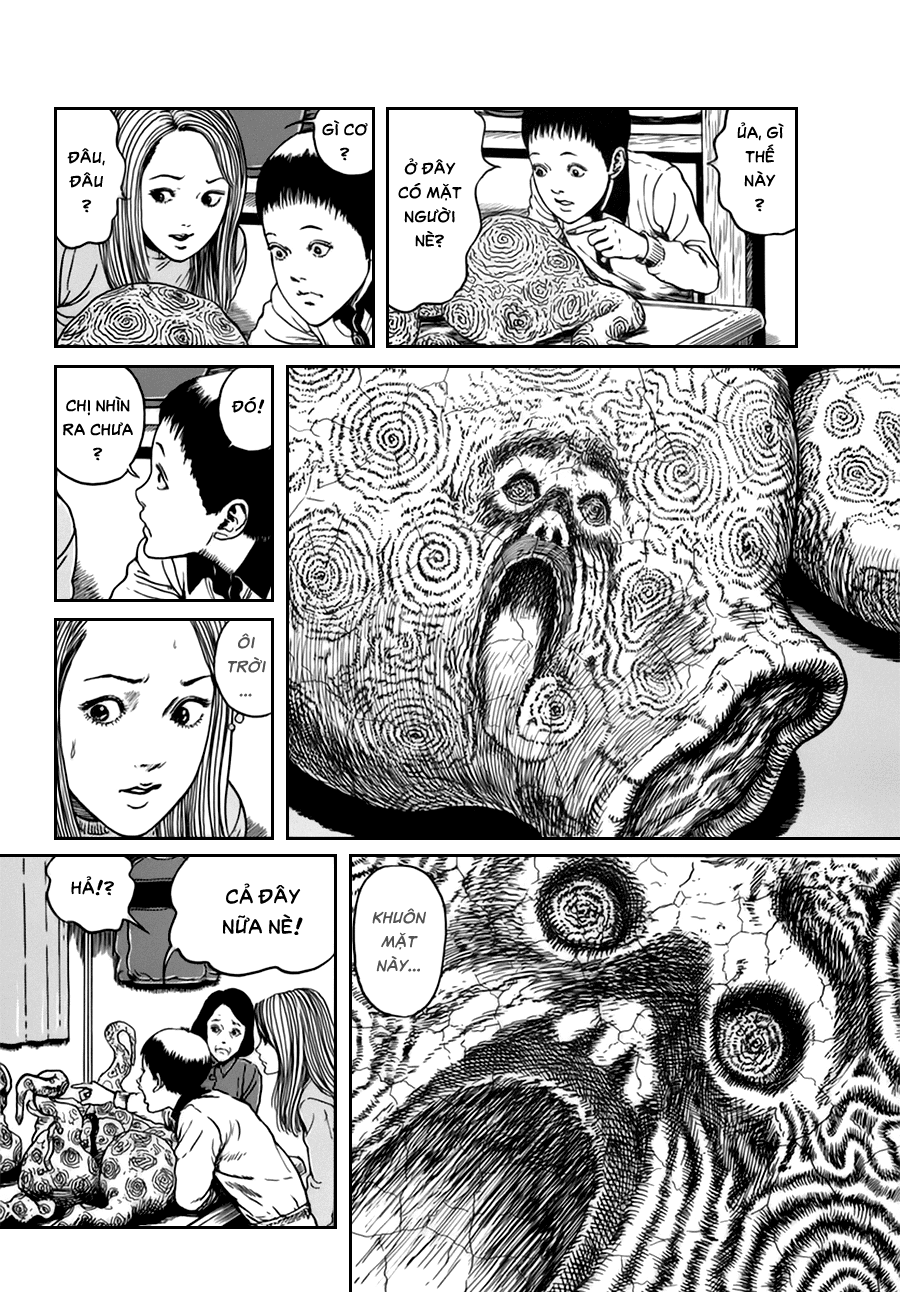 ỦA, GÌ
THẾ
NÀY
?
Ở ĐÂY
CÓ MẶT
NGƯỜI
NÈ?
GÌ CƠ
?
ĐÂU,
ĐÂU
?
ĐÓ!
CHỊ NHÌN
RA CHƯA
?
ÔI
TRỜI
...
KHUÔN
MẶT
NÀY...
CẢ ĐÂY
NỮA NÈ!
HẢ!?